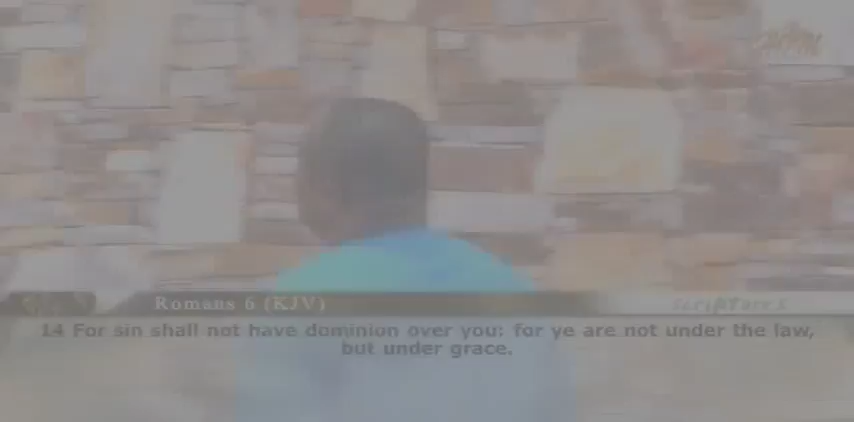 Romans 6 (KJV)
scriptures
14 For sin shall not have dominion over you: for ye are not under the law,
but under grace.